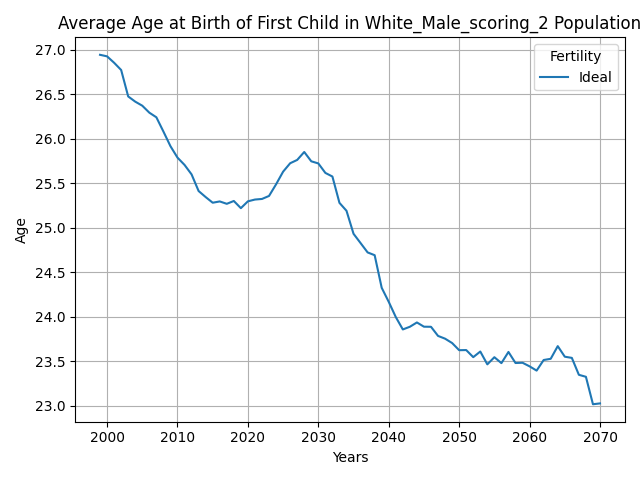 Average Age at Birth of First Child in White_Male_scoring_2 Population
Fertility
Ideal
Age
27.0
26.5
26.0
25.5
25.0
24.5
24.0
23.5
23.0
2000 2010 2020 2030 2040 2050 2060 2070
Years